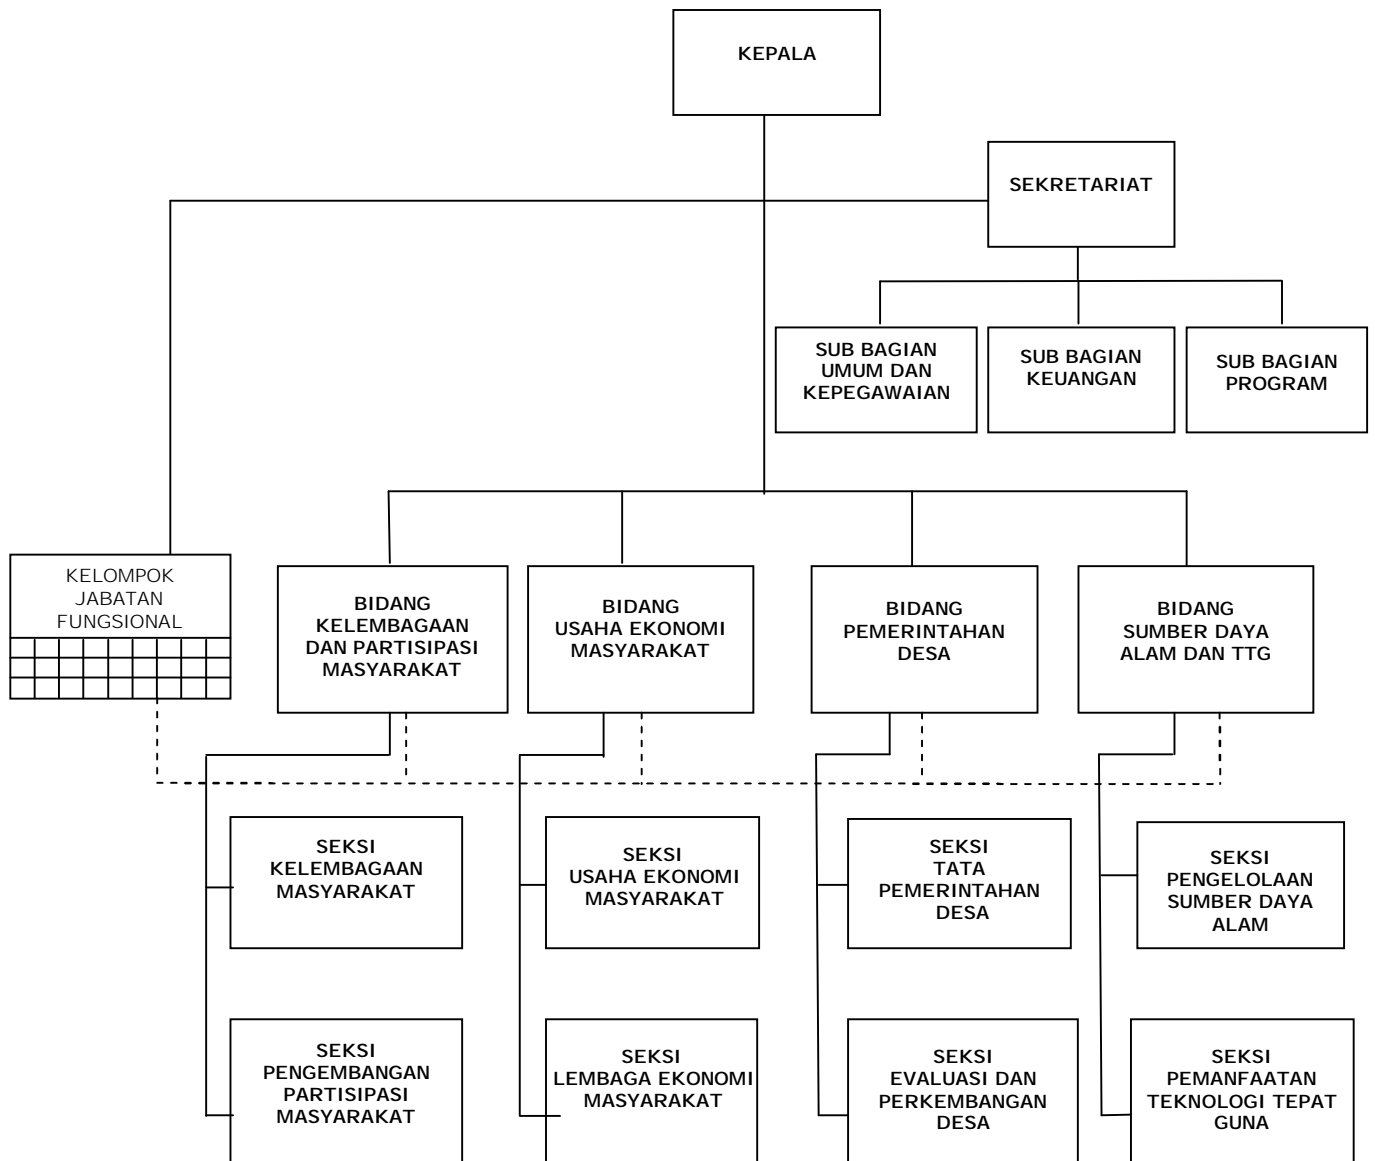 KEPALA
SEKRETARIAT
SUB BAGIAN
UMUM DAN
KEPEGAWAIAN
SUB BAGIAN
KEUANGAN
SUB BAGIAN
PROGRAM
KELOMPOK
JABATAN
FUNGSIONAL
BIDANG
KELEMBAGAAN
DAN PARTISIPASI
MASYARAKAT
BIDANG
USAHA EKONOMI
MASYARAKAT
BIDANG
PEMERINTAHAN
DESA
BIDANG
SUMBER DAYA
ALAM DAN TTG
SEKSI
KELEMBAGAAN
MASYARAKAT
SEKSI
USAHA EKONOMI
MASYARAKAT
SEKSI
TATA
PEMERINTAHAN
DESA
SEKSI
PENGELOLAAN
SUMBER DAYA
ALAM
SEKSI
PENGEMBANGAN
PARTISIPASI
MASYARAKAT
SEKSI
LEMBAGA EKONOMI
MASYARAKAT
SEKSI
EVALUASI DAN
PERKEMBANGAN
DESA
SEKSI
PEMANFAATAN
TEKNOLOGI TEPAT
GUNA